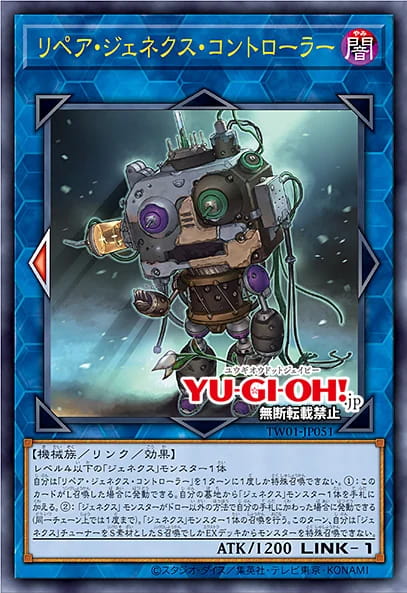 リペア・ジェネクス・コントローラー
闇
やみ
ユウギオウドットジェイピー
YU-GI-OH!.jp
無断転載禁止
TW01-JP051
【機械族/リンク/効果】
レベル4以下の「ジェネクス」モンスター1体
自分は「リペア・ジェネクス・コントローラー」を1ターンに1度しか特殊召喚できない。①:この
カードがL召喚した場合に発動できる。自分の墓地から「ジェネクス」モンスター1体を手札に
加える。②:「ジェネクス」モンスターがドロー以外の方法で自分の手札に加わった場合に発動できる
(同一チェーン上では1度まで)。「ジェネクス」モンスター1体の召喚を行う。このターン、自分は「ジェネ
クス」チューナーをS素材としたS召喚でしかEXデッキからモンスターを特殊召喚できない。
ATK/1200 LINK-1
©スタジオ・ダイス/集英社・テレビ東京・KONAMI